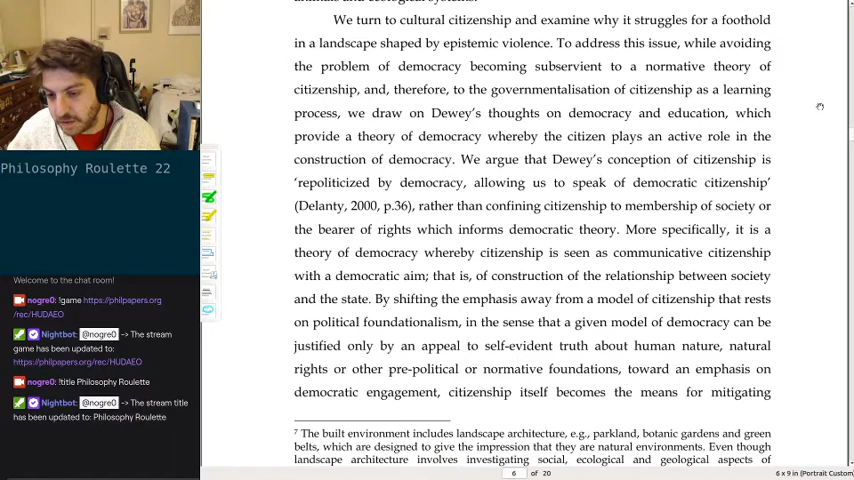 We turn to cultural citizenship and examine why it struggles for a foothold
in a landscape shaped by epistemic violence. To address this issue, while avoiding
the problem of democracy becoming subservient to a normative theory of
citizenship, and, therefore, to the governmentalisation of citizenship as a learning
process, we draw on Dewey's thoughts on democracy and education, which
provide a theory of democracy whereby the citizen plays an active role in the
construction of democracy. We argue that Dewey's conception of citizenship is
'repoliticized by democracy, allowing us to speak of democratic citizenship'
(Delanty, 2000, p.36), rather than confining citizenship to membership of society or
the bearer of rights which informs democratic theory. More specifically, it is a
theory of democracy whereby citizenship is seen as communicative citizenship
with a democratic aim; that is, of construction of the relationship between society
and the state. By shifting the emphasis away from a model of citizenship that rests
on political foundationalism, in the sense that a given model of democracy can be
justified only by an appeal to self-evident truth about human nature, natural
rights or other pre-political or normative foundations, toward an emphasis on
democratic engagement, citizenship itself becomes the means for mitigating
7 The built environment includes landscape architecture, e.g., parkland, botanic gardens and green
belts, which are designed to give the impression that they are natural environments. Even though
landscape architecture involves investigating social, ecological and geological aspects of
6 of 20
6 x 9 in (Portrait Custom
Philosophy Roulette 22
Welcome to the chat room!
nogre0: !game https://philpapers.org
/rec/HUDAEO
Nightbot: @nogre0 -> The stream
game has been updated to:
https://philpapers.org/rec/HUDAEO
nogre0: !title Philosophy Roulette
Nightbot: @nogre0 -> The stream title
has been updated to: Philosophy Roulette